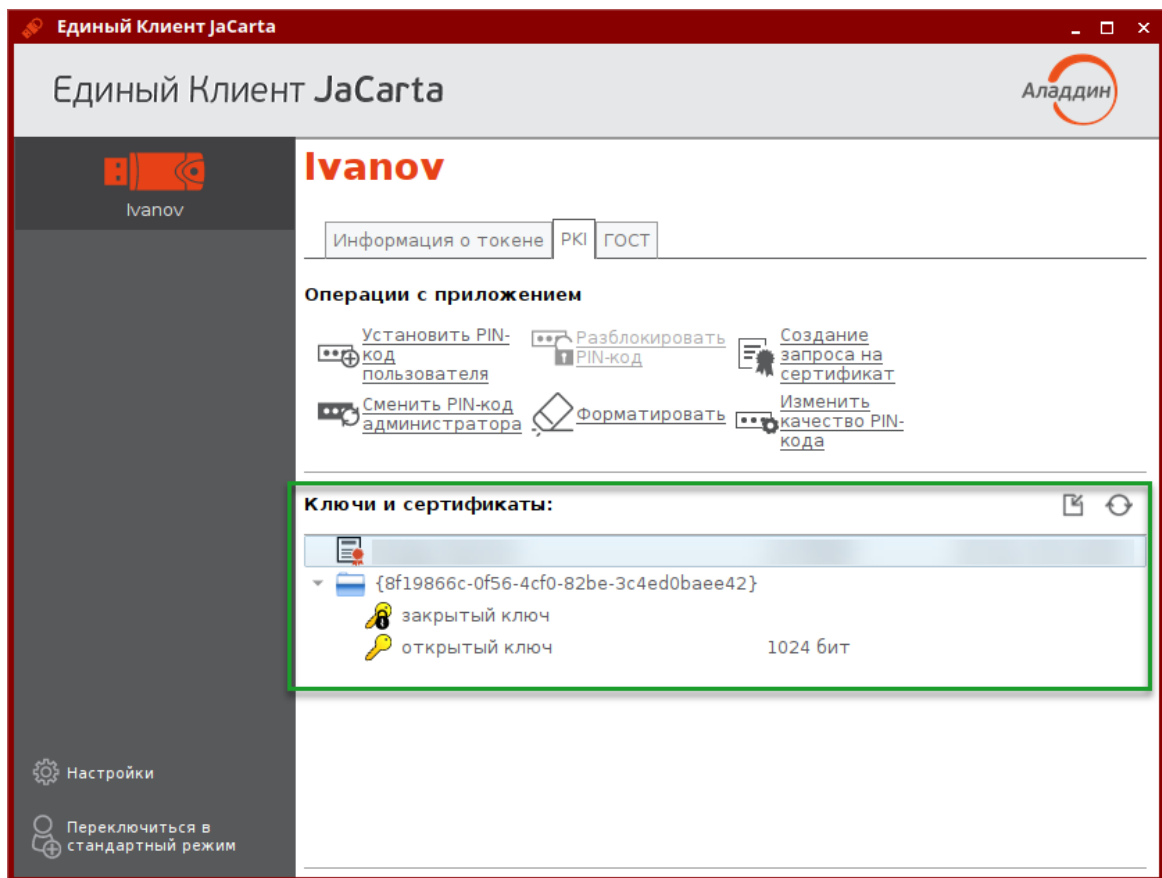 Единый Клиент JaCarta
Единый Клиент JaCarta
Аладдин
Ivanov
Ivanov
Информация о токене
PKI
ГОСТ
Операции с приложением
Установить PIN-
код
пользователя
Разблокировать
PIN-код
Создание
запроса на
сертификат
Сменить PIN-код
администратора
Форматировать
Изменить
качество PIN-
кода
Ключи и сертификаты:
{8f19866c-0f56-4cf0-82be-3c4ed0baee42}
закрытый ключ
открытый ключ 1024 бит
Настройки
Переключиться в
стандартный режим